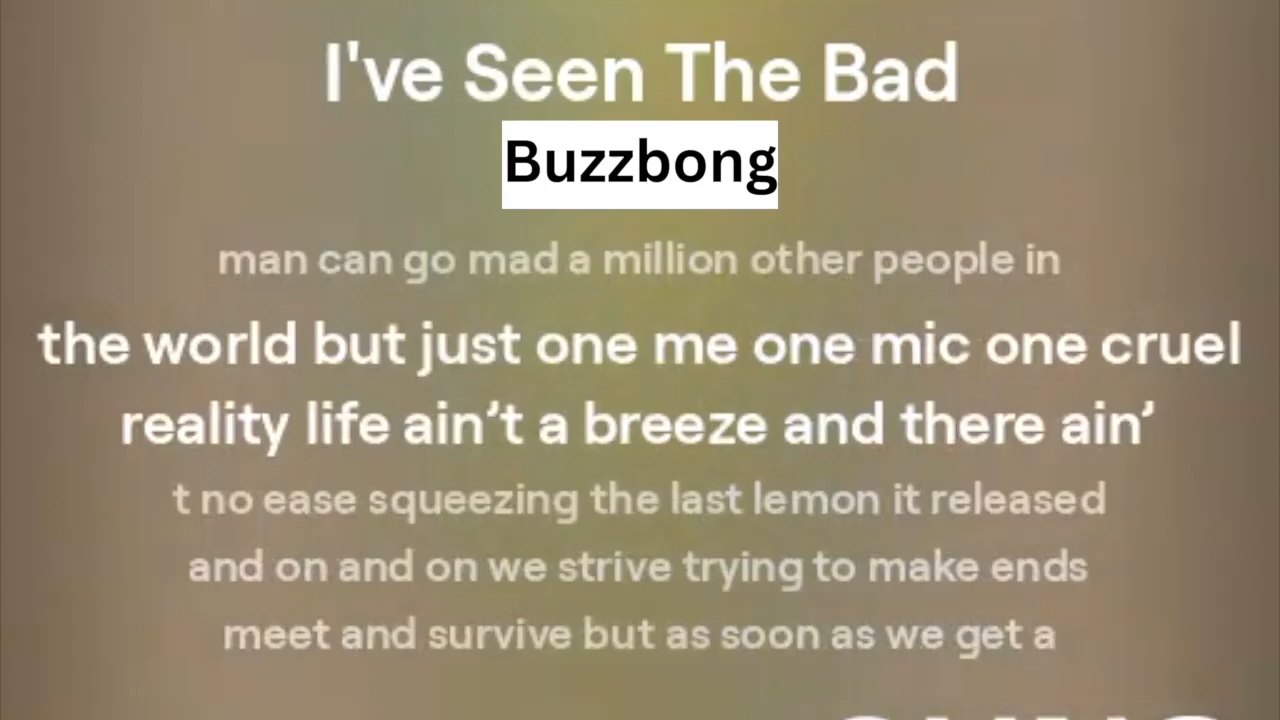 I've Seen The Bad
Buzzbong
man can go mad a million other people in
the world but just one me one mic one cruel
reality life ain’t a breeze and there ain’
t no ease squeezing the last lemon it released
and on and on we strive trying to make ends
meet and survive but as soon as we get a